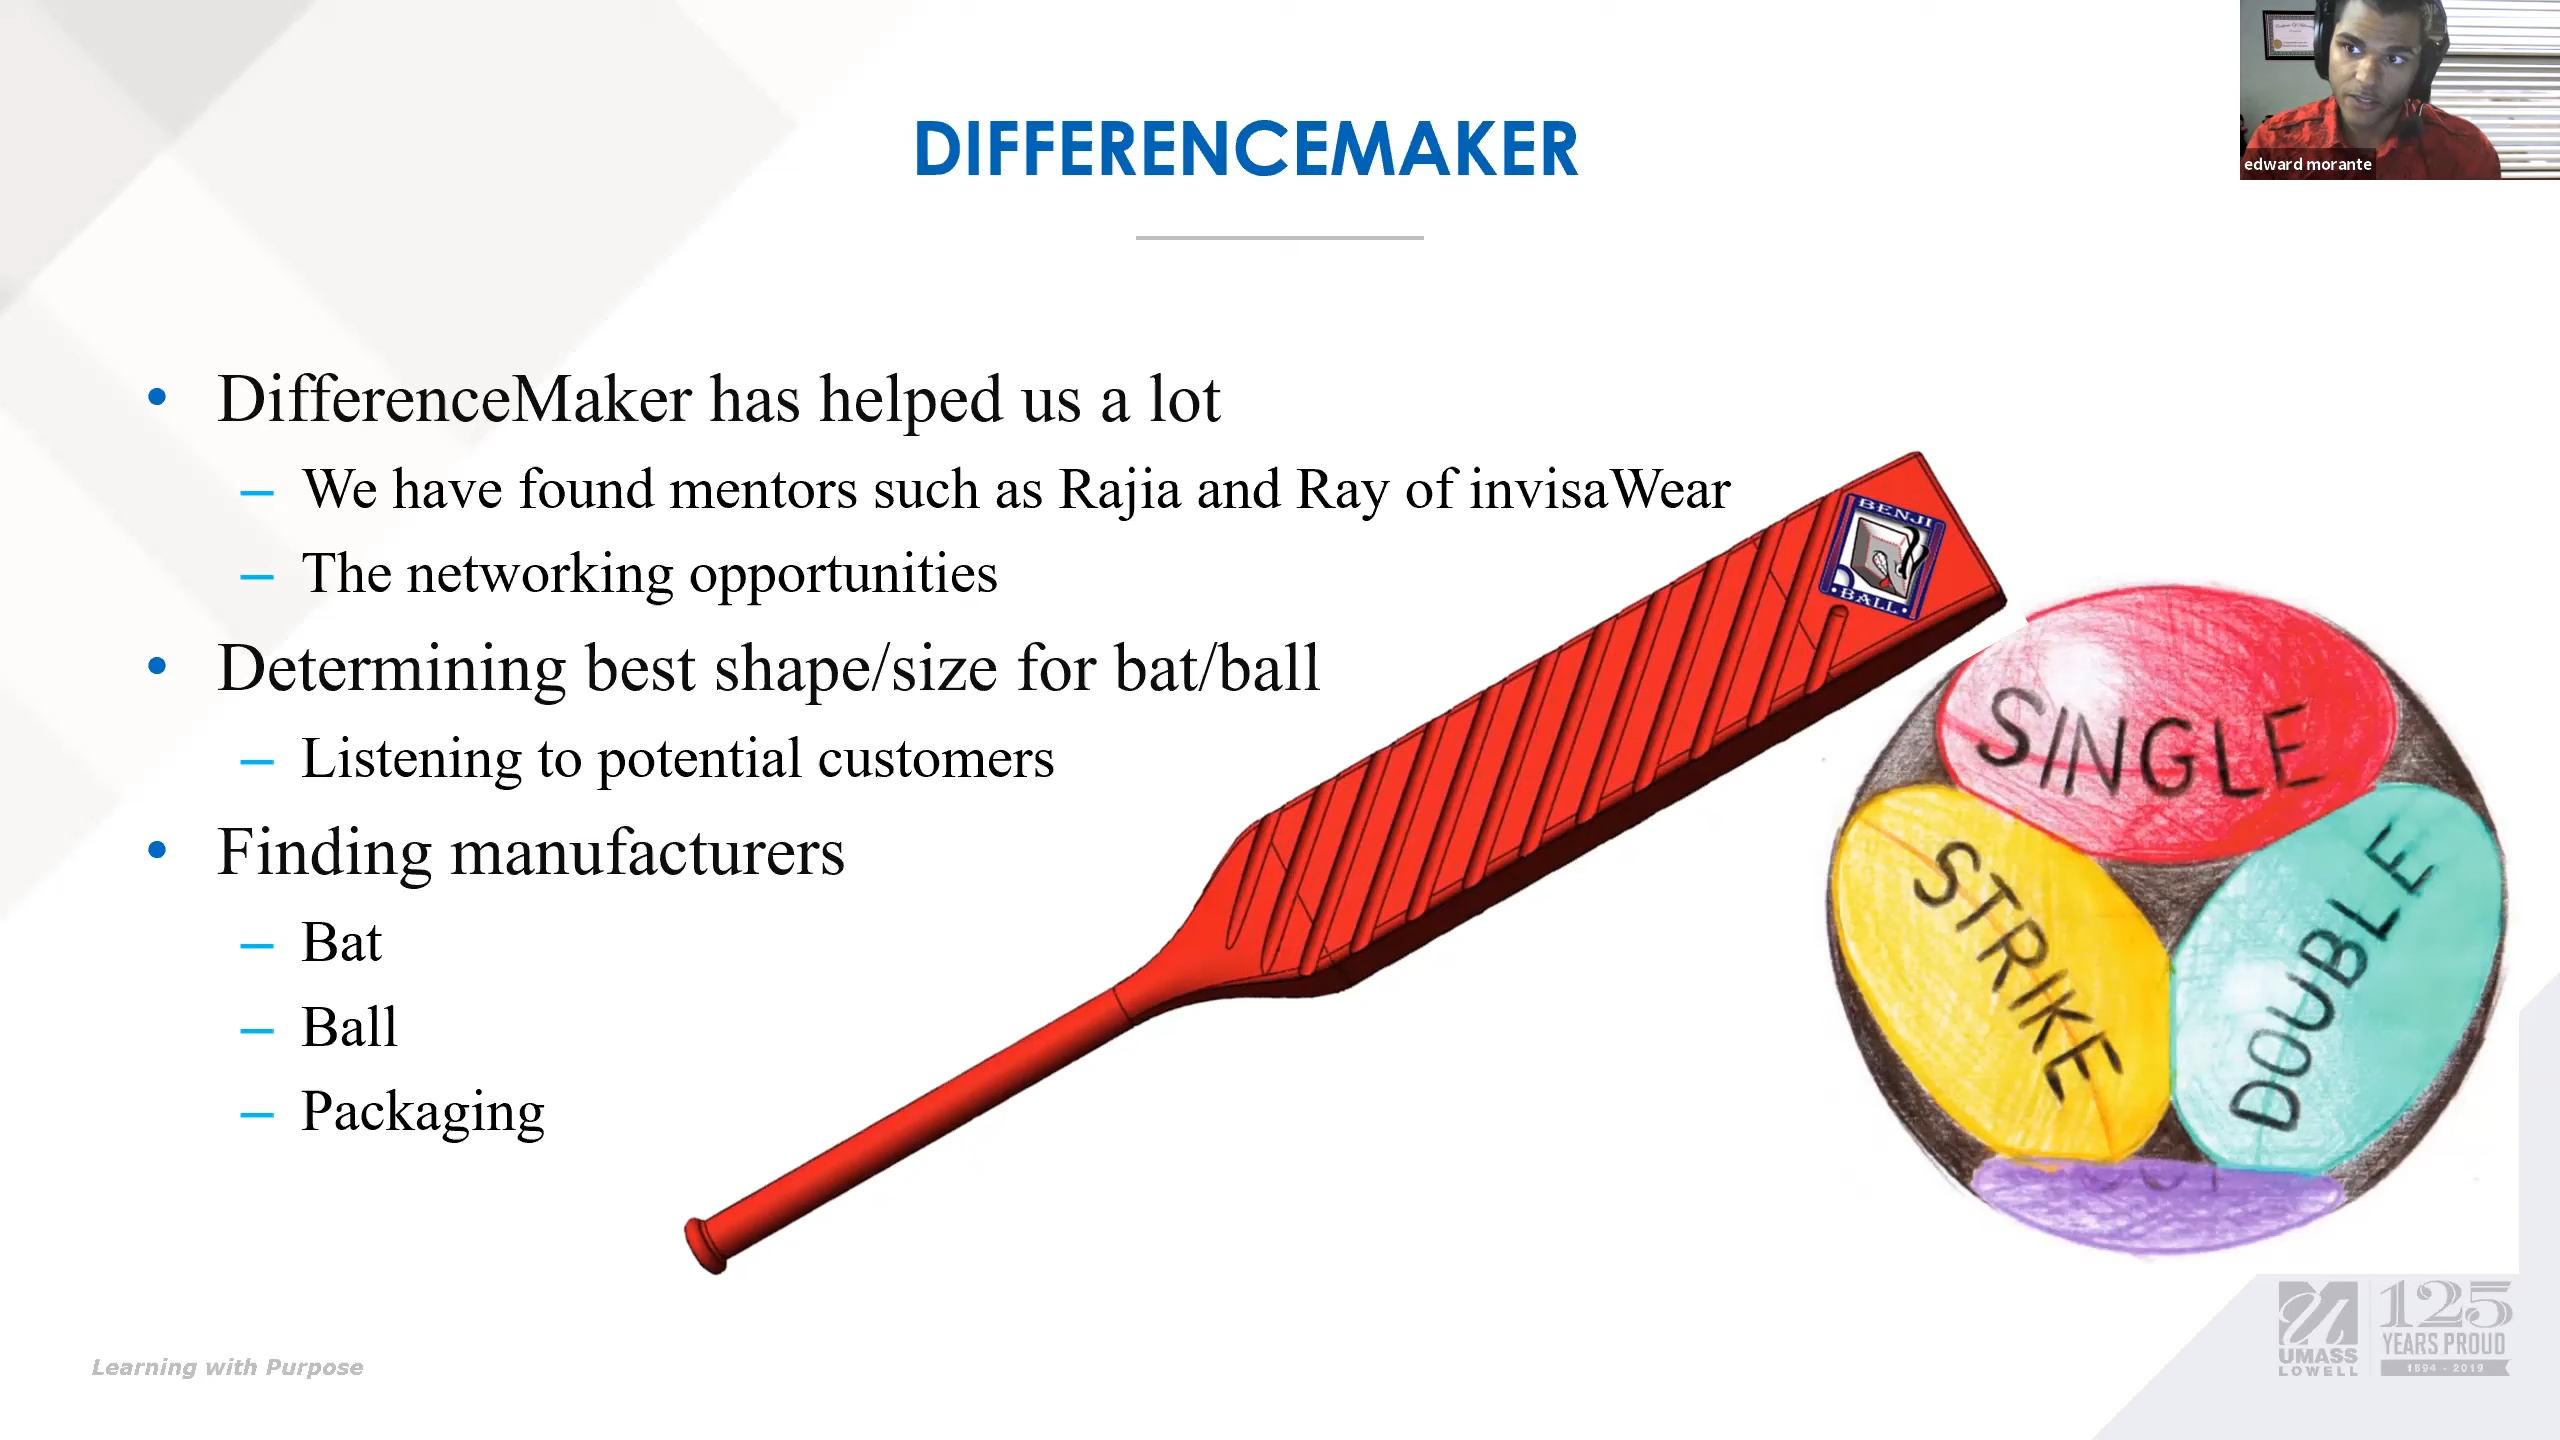 DIFFERENCEMAKER
edward morante
• DifferenceMaker has helped us a lot
– We have found mentors such as Rajia and Ray of invisaWear
– The networking opportunities
• Determining best shape/size for bat/ball
– Listening to potential customers
• Finding manufacturers
– Bat
– Ball
– Packaging
BENJI
BALL
SINGLE
STRIKE
DOUBLE
Learning with Purpose
UMASS
LOWELL
125
YEARS PROUD
1894 - 2019